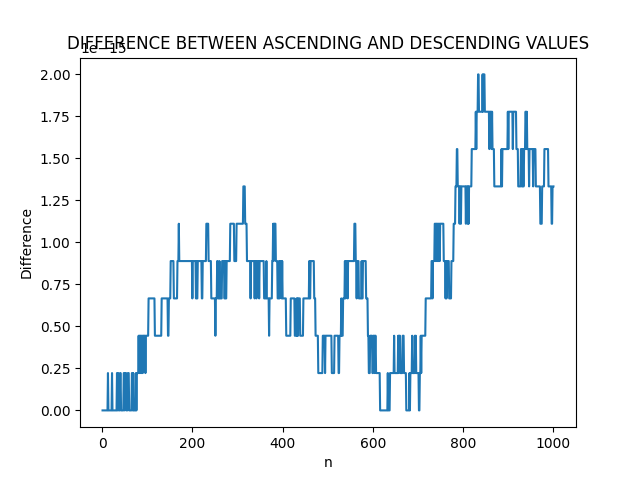 DIFFERENCE BETWEEN ASCENDING AND DESCENDING VALUES
1e−15
2.00
1.75
1.50
1.25
1.00
0.75
0.50
0.25
0.00
Difference
0 200 400 600 800 1000
n